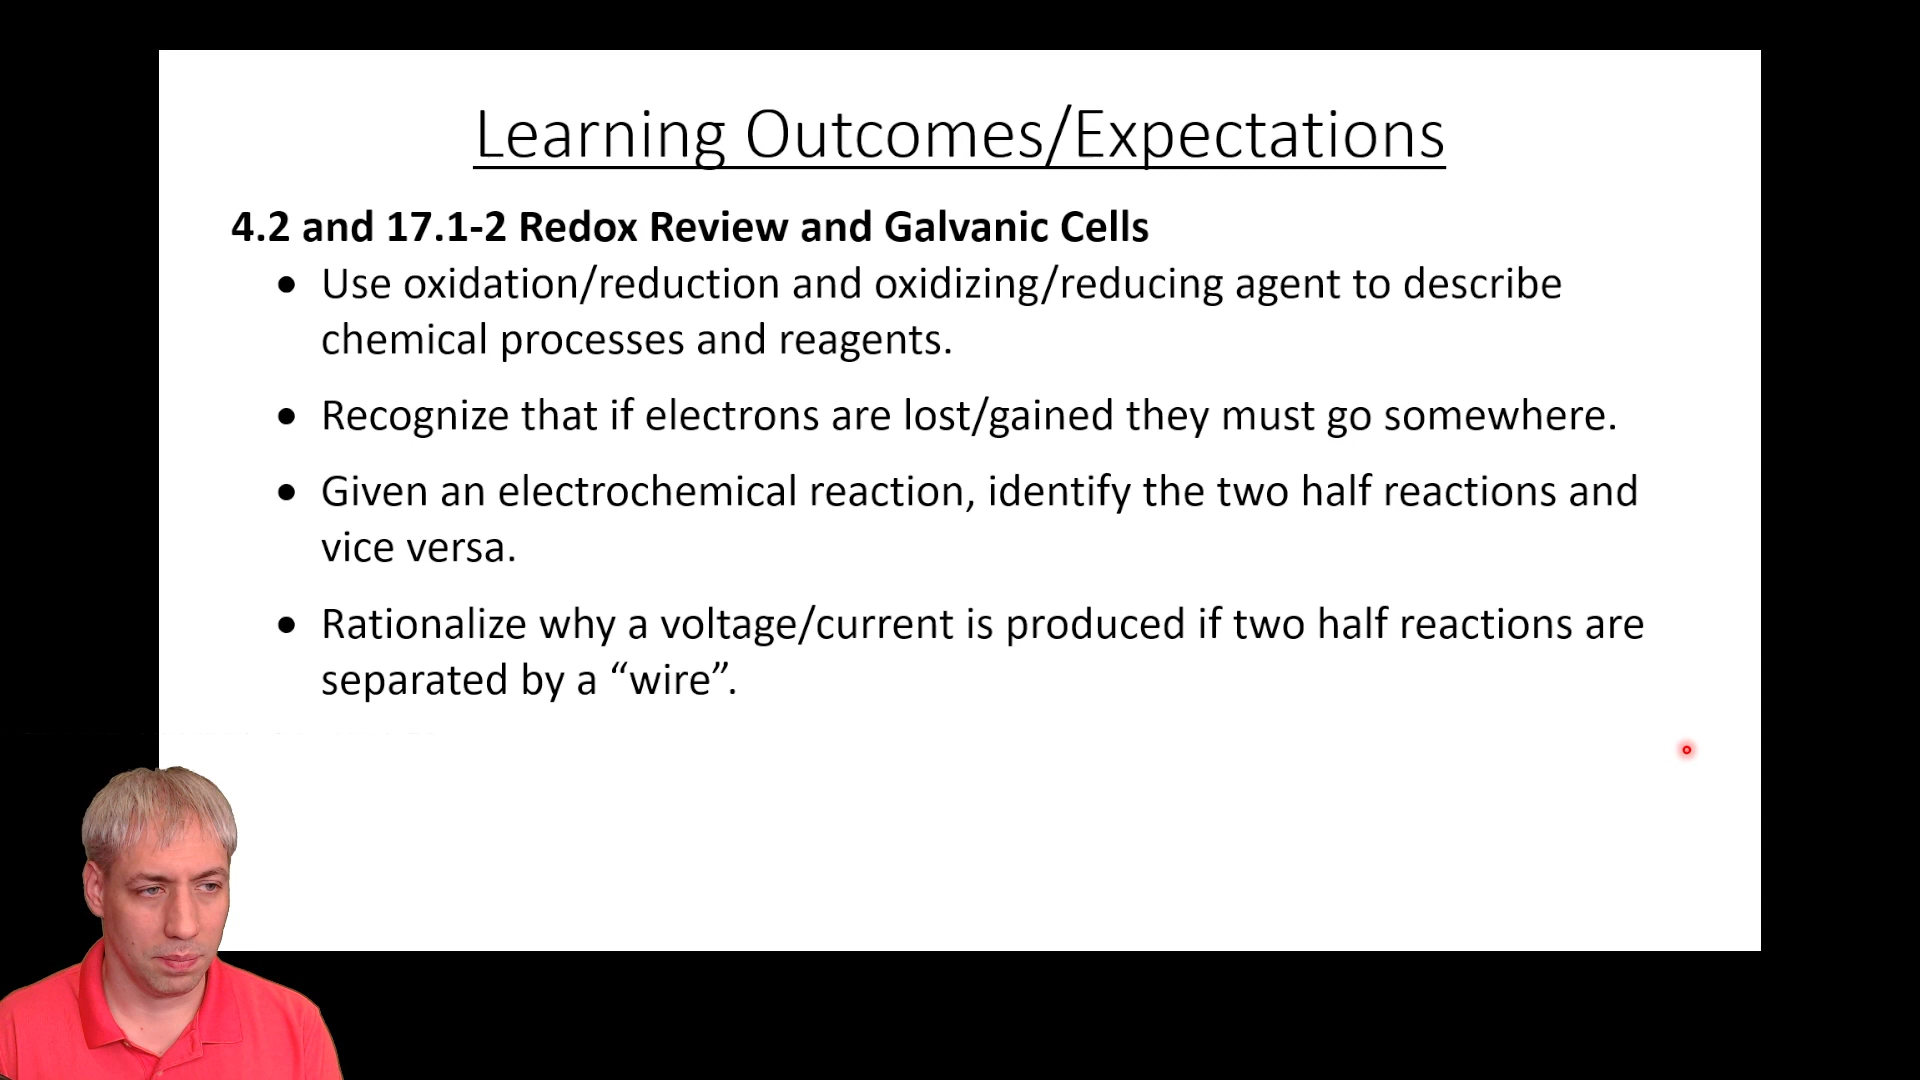 Learning Outcomes/Expectations
4.2 and 17.1-2 Redox Review and Galvanic Cells
• Use oxidation/reduction and oxidizing/reducing agent to describe
chemical processes and reagents.
• Recognize that if electrons are lost/gained they must go somewhere.
• Given an electrochemical reaction, identify the two half reactions and
vice versa.
• Rationalize why a voltage/current is produced if two half reactions are
separated by a “wire”.